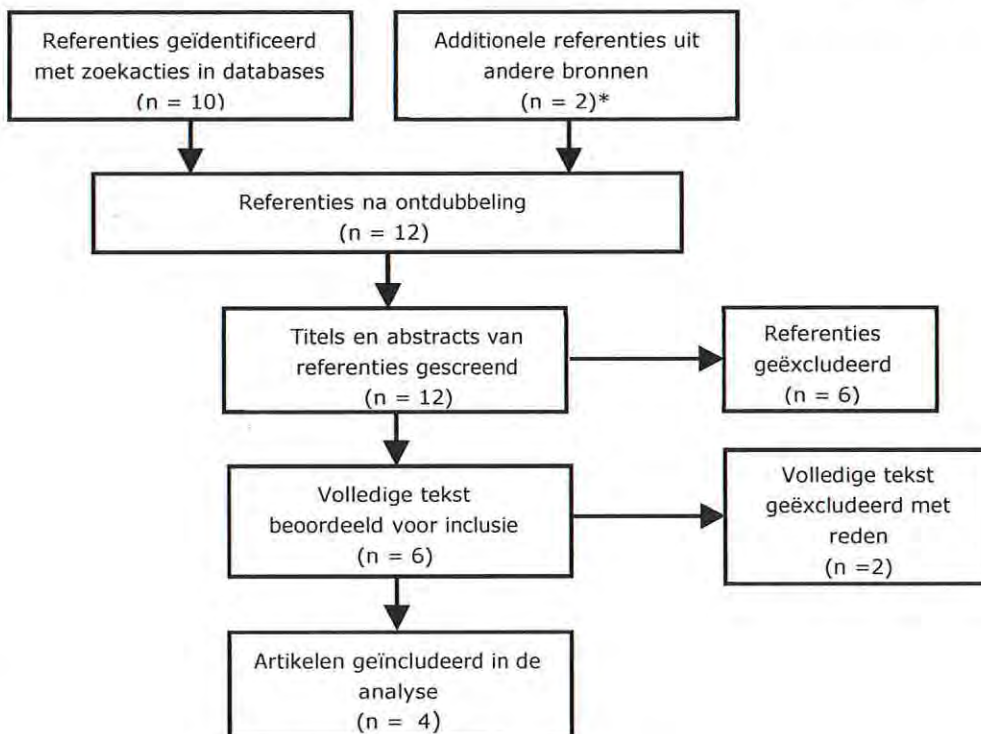 Referenties geïdentificeerd
met zoekacties in databases
(n = 10)
Additionele referenties uit
andere bronnen
(n = 2)*
Referenties na ontdubbeling
(n = 12)
Titels en abstracts van
referenties gescreend
(n = 12)
Referenties
geëxcludeerd
(n = 6)
Volledige tekst
beoordeeld voor inclusie
(n = 6)
Volledige tekst
geëxcludeerd met
reden
(n =2)
Artikelen geïncludeerd in de
analyse
(n = 4)